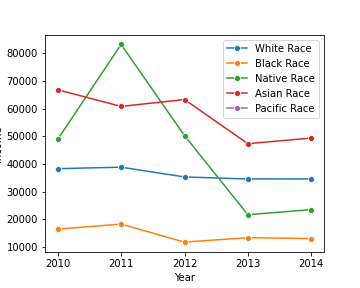 White Race
Black Race
Native Race
Asian Race
Pacific Race
80000
70000
60000
50000
40000
30000
20000
10000
2010 2011 2012 2013 2014
Year